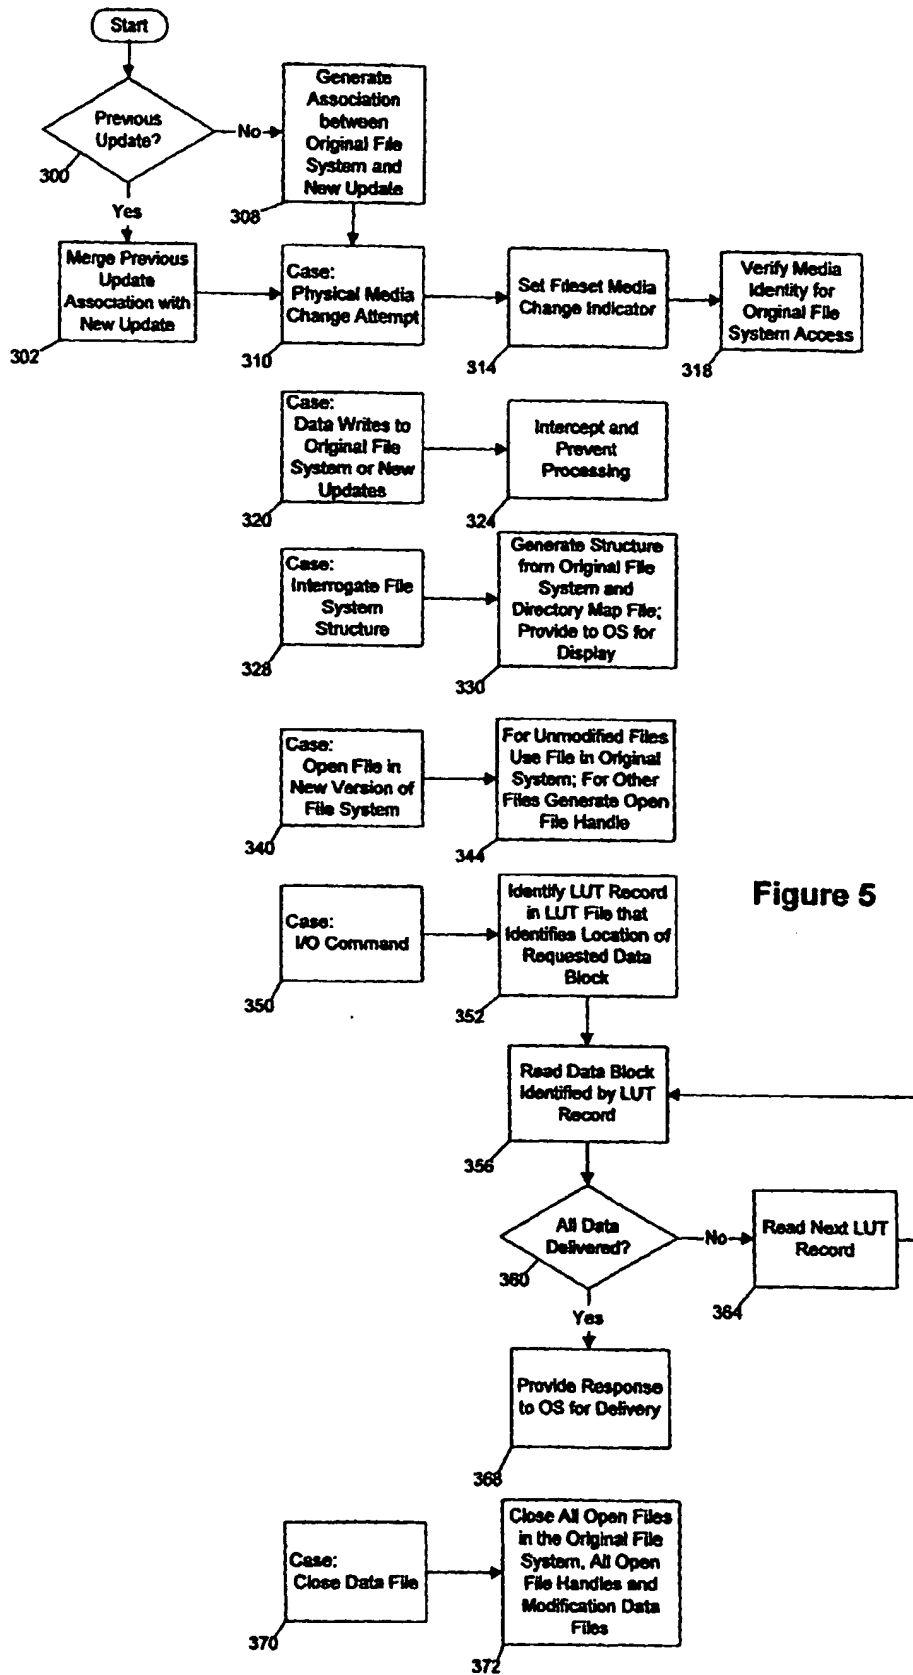 Start
Previous
Update?
300
No
Yes
Generate
Association
between
Original File
System and
New Update
308
Merge Previous
Update
Association with
New Update
302
Case:
Physical Media
Change Attempt
310
Set Fileset Media
Change Indicator
314
Verify Media
Identity for
Original File
System Access
318
Case:
Data Writes to
Original File
System or New
Updates
320
Intercept and
Prevent
Processing
324
Case:
Interrogate File
System
Structure
328
Generate Structure
from Original File
System and
Directory Map File;
Provide to OS for
Display
330
Case:
Open File in
New Version of
File System
340
For Unmodified Files
Use File in Original
System; For Other
Files Generate Open
File Handle
344
Case:
I/O Command
350
Identify LUT Record
in LUT File that
Identifies Location of
Requested Data
Block
352
Figure 5
Read Data Block
Identified by LUT
Record
356
All Data
Delivered?
360
No
Read Next LUT
Record
364
Yes
Provide Response
to OS for Delivery
368
Case:
Close Data File
370
Close All Open Files
in the Original File
System, All Open
File Handles and
Modification Data
Files
372